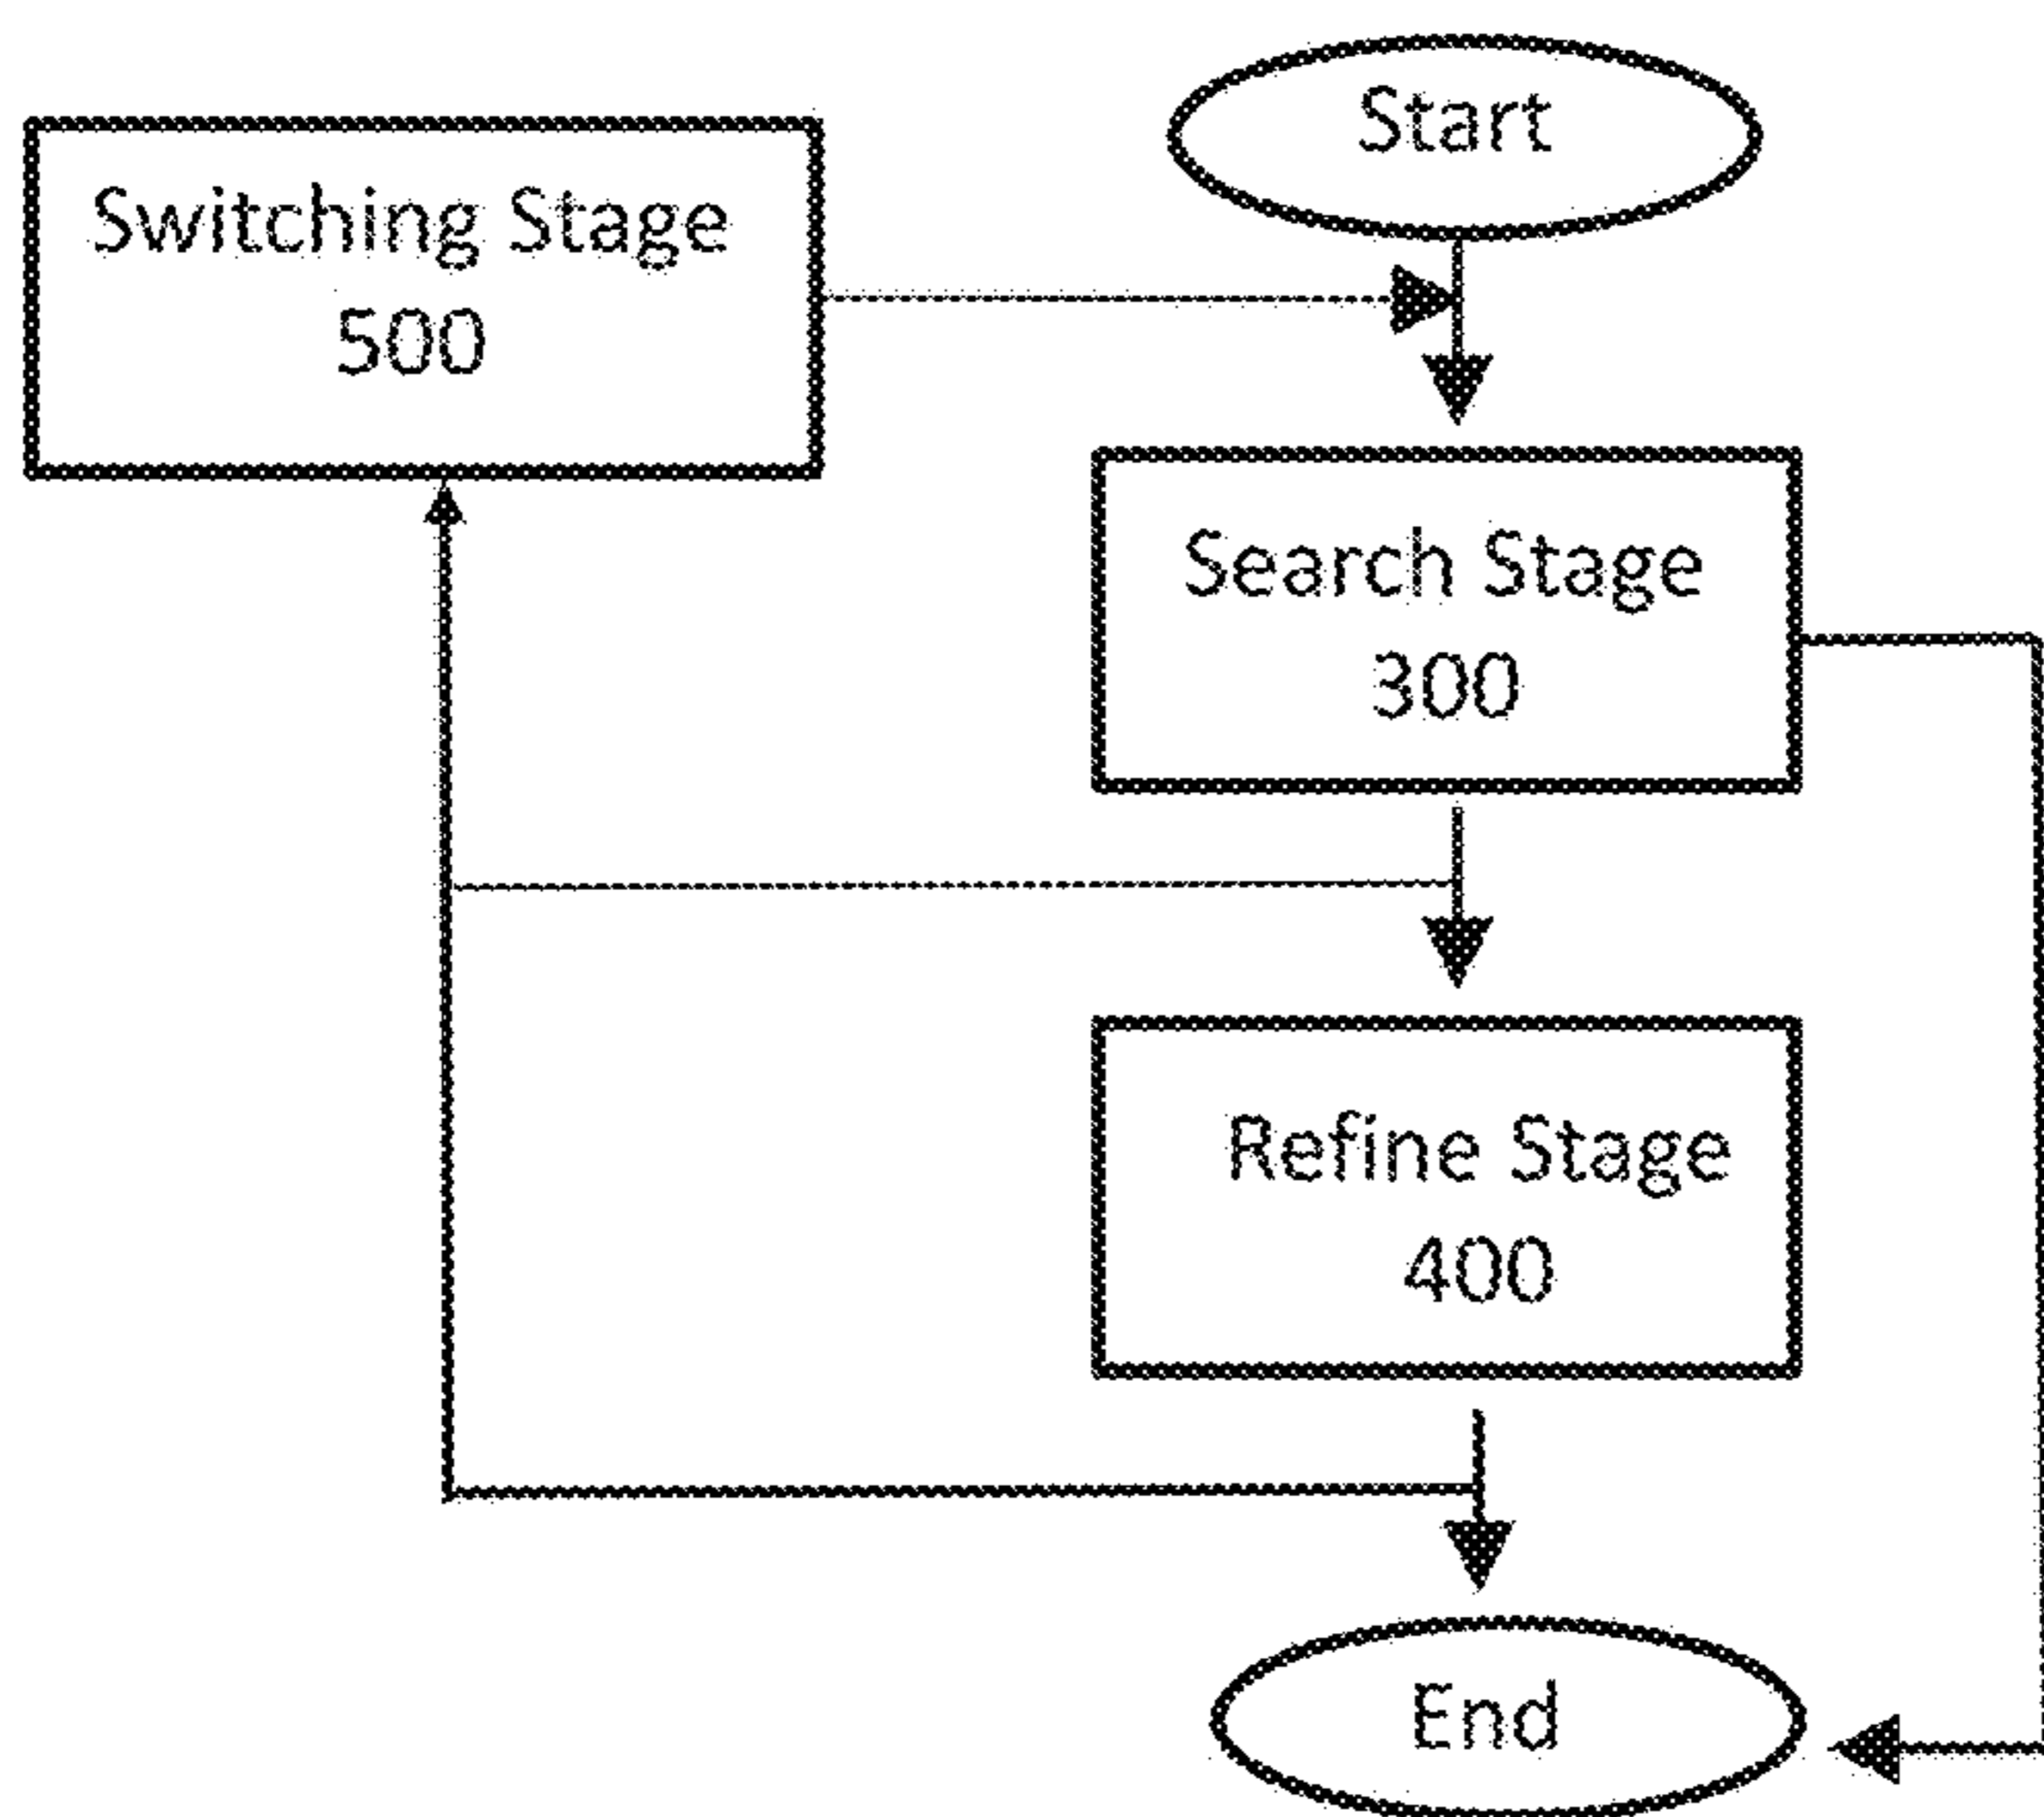 Start
Switching Stage
500
Search Stage
300
Refine Stage
400
End